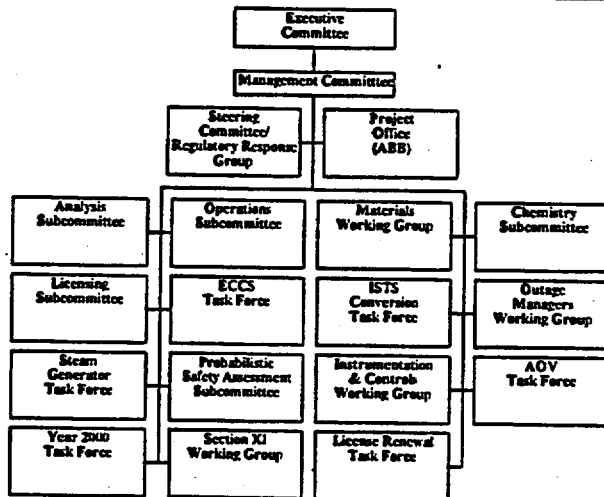 Executive
Committee
Management Committtee
Steering
Committee/
Regulatory Response
Group
Project
Office
(ABB)
Analysis
Subcommittee
Operations
Subcommittee
Materials
Working Group
Chemistry
Subcommittee
Licensing
Subcommittee
ECCS
Task Force
ISTS
Conversion
Task Force
Outage
Managers
Working Group
Steam
Generator
Task Force
Probabilistic
Safety Assessment
Subcommittee
Instrumentation
& Controls
Working Group
AOV
Task Force
Year 2000
Task Force
Section XI
Working Group
License Renewal
Task Force